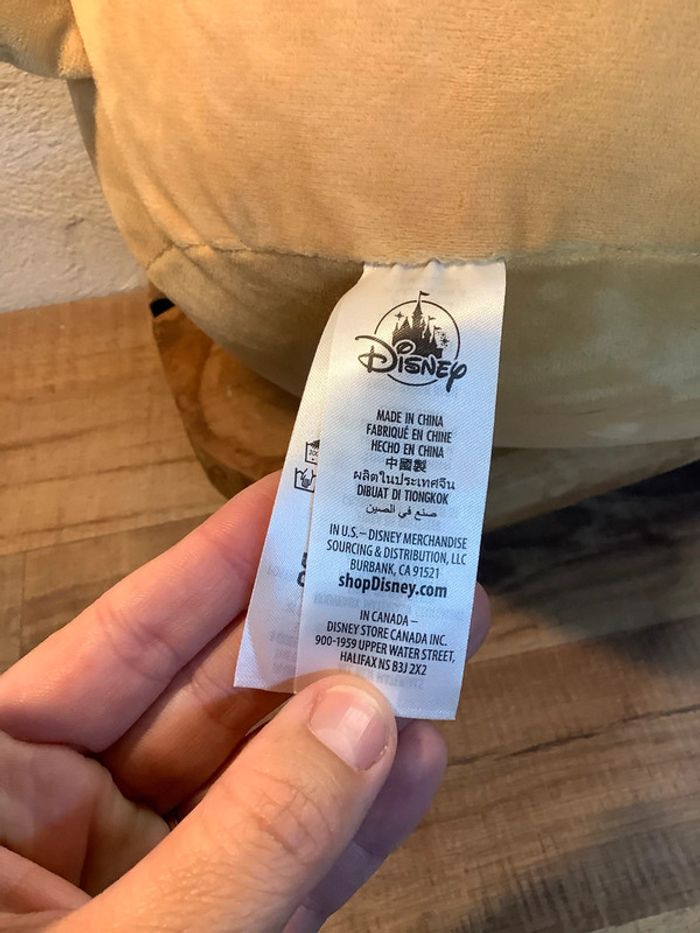 Disney
MADE IN CHINA
FABRIQUÉ EN CHINE
HECHO EN CHINA
中國製
ผลิตในประเทศจีน
DIBUAT DI TIONGKOK
صنع في الصين
IN U.S.– DISNEY MERCHANDISE
SOURCING & DISTRIBUTION, LLC
BURBANK, CA 91521
shopDisney.com
IN CANADA –
DISNEY STORE CANADA INC.
900-1959 UPPER WATER STREET,
HALIFAX NS B3J 2X2